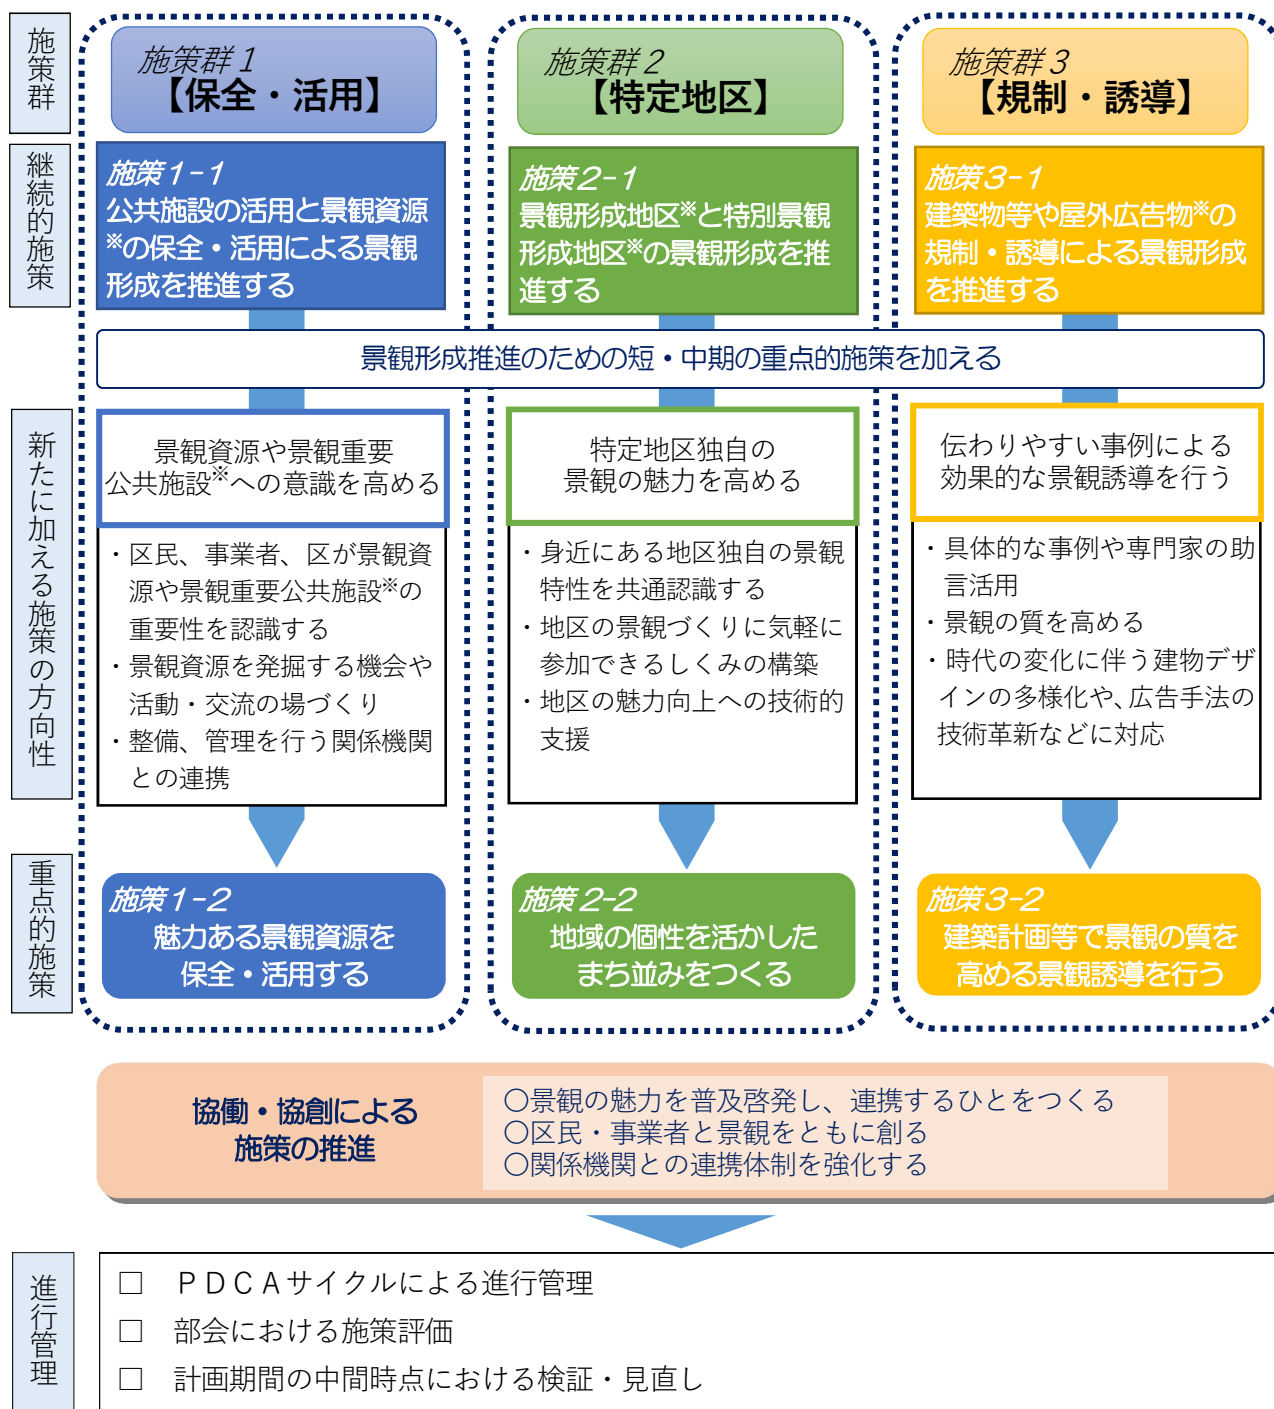 施策群
施策群１
【保全・活用】
施策群２
【特定地区】
施策群３
【規制・誘導】
継続的施策
施策１-１
公共施設の活用と景観資源
※の保全・活用による景観
形成を推進する
施策２-１
景観形成地区※と特別景観
形成地区※の景観形成を推
進する
施策３-１
建築物等や屋外広告物※の
規制・誘導による景観形成
を推進する
景観形成推進のための短・中期の重点的施策を加える
新たに加える施策の方向性
景観資源や景観重要
公共施設※への意識を高める
・区民、事業者、区が景観資
源や景観重要公共施設※の
重要性を認識する
・景観資源を発掘する機会や
活動・交流の場づくり
・整備、管理を行う関係機関
との連携
特定地区独自の
景観の魅力を高める
・身近にある地区独自の景観
特性を共通認識する
・地区の景観づくりに気軽に
参加できるしくみの構築
・地区の魅力向上への技術的
支援
伝わりやすい事例による
効果的な景観誘導を行う
・具体的な事例や専門家の助
言活用
・景観の質を高める
・時代の変化に伴う建物デザ
インの多様化や、広告手法の
技術革新などに対応
重点的施策
施策１-２
魅力ある景観資源を
保全・活用する
施策２-２
地域の個性を活かした
まち並みをつくる
施策３-２
建築計画等で景観の質を
高める景観誘導を行う
協働・協創による
施策の推進
〇景観の魅力を普及啓発し、連携するひとをつくる
〇区民・事業者と景観をともに創る
〇関係機関との連携体制を強化する
進行管理
□　ＰＤＣＡサイクルによる進行管理
□　部会における施策評価
□　計画期間の中間時点における検証・見直し